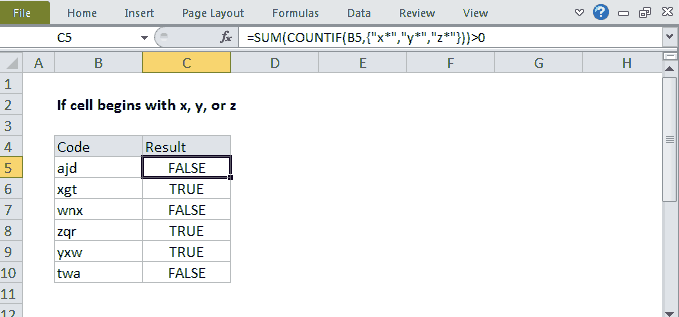 File Home Insert Page Layout Formulas Data Review View
C5 fx =SUM(COUNTIF(B5,{"x*","y*","z*"}))>0
A B C D E F G H
1
2 If cell begins with x, y, or z
3
4 Code Result
5 ajd FALSE
6 xgt TRUE
7 wnx FALSE
8 zqr TRUE
9 yxw TRUE
10 twa FALSE
11
12